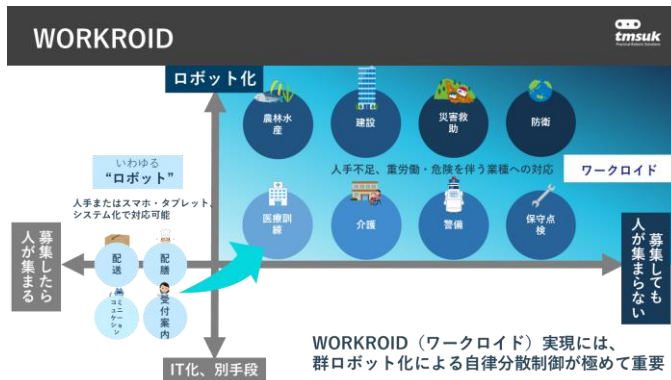 WORKROID
tmsuk
ロボット化
農林水
産
建設
災害救
助
防衛
いわゆる
“ロボット”
人手不足、重労働・危険を伴う業種への対応
ワークロイド
人手またはスマホ・タブレット、
システム化で対応可能
医療訓
練
介護
警備
保守点
検
募集したら
人が集まる
配送
配膳
コミュニケーション
受付案内
募集しても
人が集まらない
IT化、別手段
WORKROID（ワークロイド）実現には、
群ロボット化による自律分散制御が極めて重要